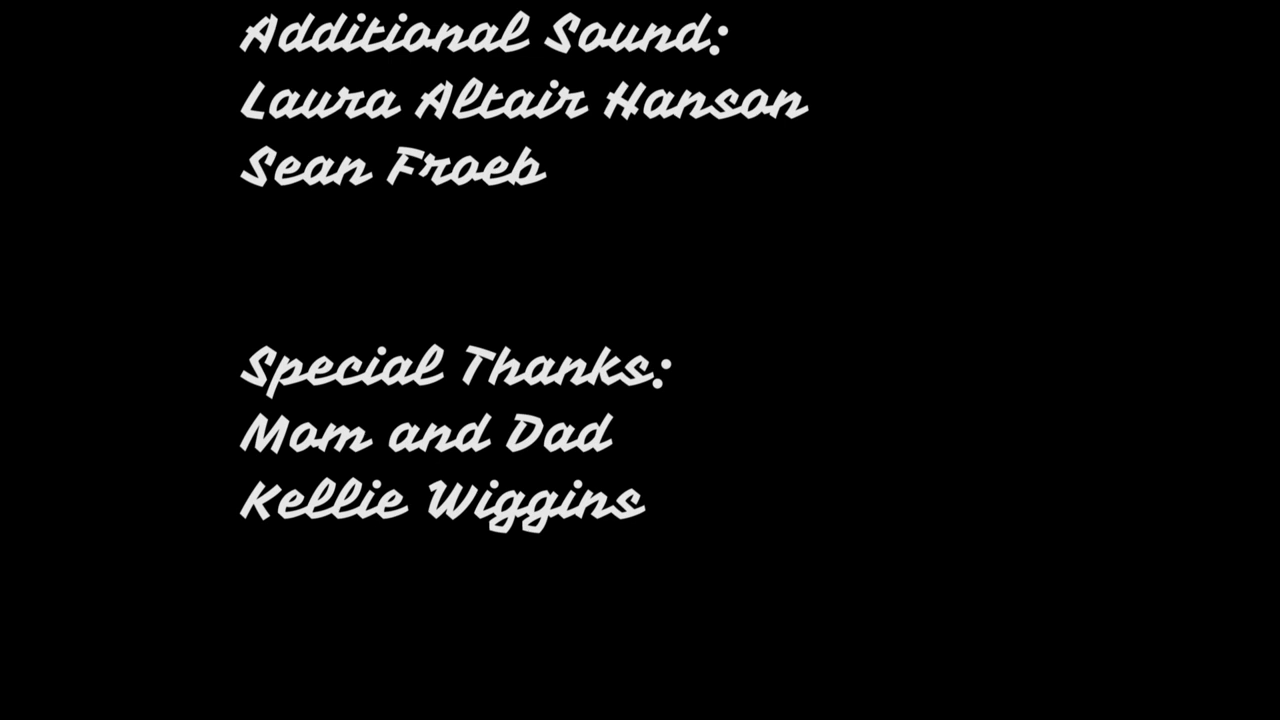 Additional Sound:
Laura Altair Hanson
Sean Froeb
Special Thanks:
Mom and Dad
Kellie Wiggins